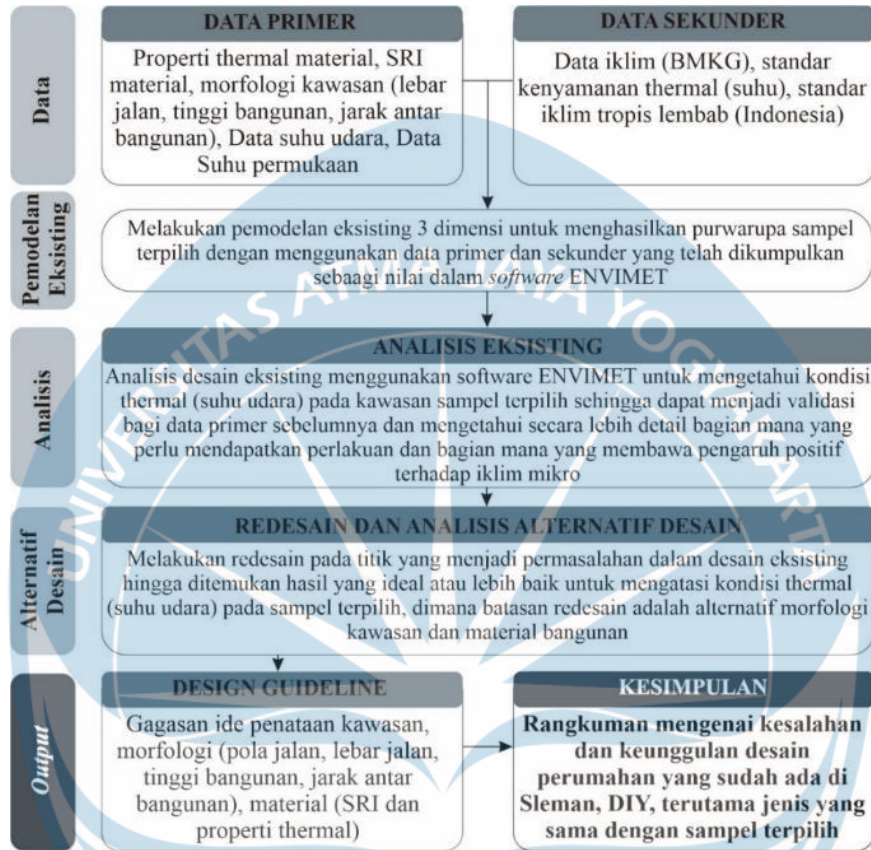 Data
DATA PRIMER
Properti thermal material, SRI
material, morfologi kawasan (lebar
jalan, tinggi bangunan, jarak antar
bangunan), Data suhu udara, Data
Suhu permukaan
DATA SEKUNDER
Data iklim (BMKG), standar
kenyamanan thermal (suhu), standar
iklim tropis lembab (Indonesia)
Pemodelan
Eksisting
Melakukan pemodelan eksisting 3 dimensi untuk menghasilkan purwarupa sampel
terpilih dengan menggunakan data primer dan sekunder yang telah dikumpulkan
sebaagi nilai dalam software ENVIMET
Analisis
ANALISIS EKSISTING
Analisis desain eksisting menggunakan software ENVIMET untuk mengetahui kondisi
thermal (suhu udara) pada kawasan sampel terpilih sehingga dapat menjadi validasi
bagi data primer sebelumnya dan mengetahui secara lebih detail bagian mana yang
perlu mendapatkan perlakuan dan bagian mana yang membawa pengaruh positif
terhadap iklim mikro
Alternatif
Desain
REDESAIN DAN ANALISIS ALTERNATIF DESAIN
Melakukan redesain pada titik yang menjadi permasalahan dalam desain eksisting
hingga ditemukan hasil yang ideal atau lebih baik untuk mengatasi kondisi thermal
(suhu udara) pada sampel terpilih, dimana batasan redesain adalah alternatif morfologi
kawasan dan material bangunan
Output
DESIGN GUIDELINE
Gagasan ide penataan kawasan,
morfologi (pola jalan, lebar jalan,
tinggi bangunan, jarak antar
bangunan), material (SRI dan
properti thermal)
KESIMPULAN
Rangkuman mengenai kesalahan
dan keunggulan desain
perumahan yang sudah ada di
Sleman, DIY, terutama jenis yang
sama dengan sampel terpilih
UNIVERSITAS ATMA JAYA YOGYAKARTA